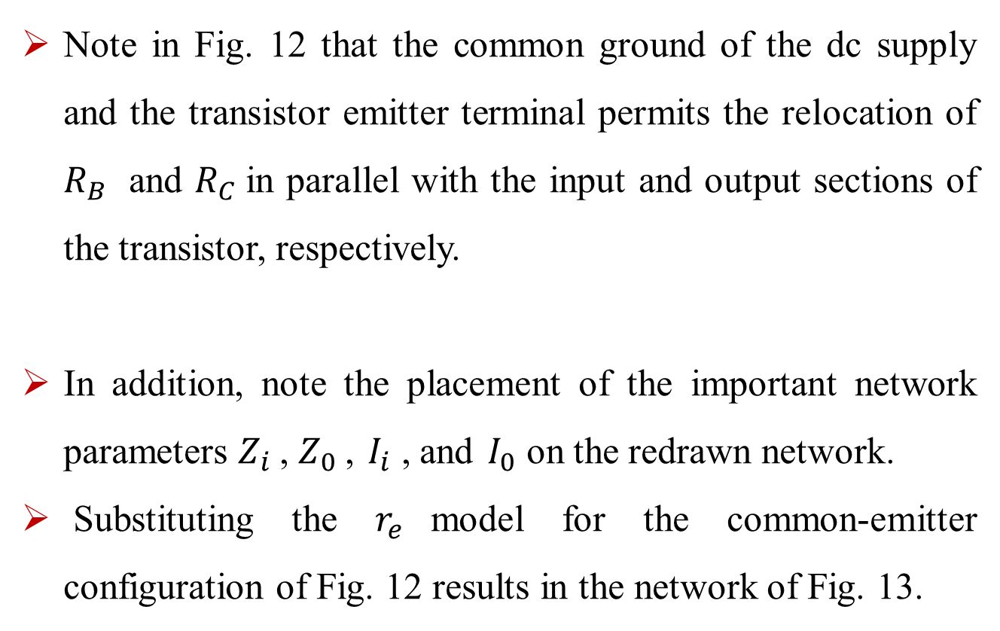 ➢ Note in Fig. 12 that the common ground of the dc supply
and the transistor emitter terminal permits the relocation of
R_B and R_C in parallel with the input and output sections of
the transistor, respectively.
➢ In addition, note the placement of the important network
parameters Z_i , Z_0 , I_i , and I_0 on the redrawn network.
➢ Substituting the r_e model for the common-emitter
configuration of Fig. 12 results in the network of Fig. 13.